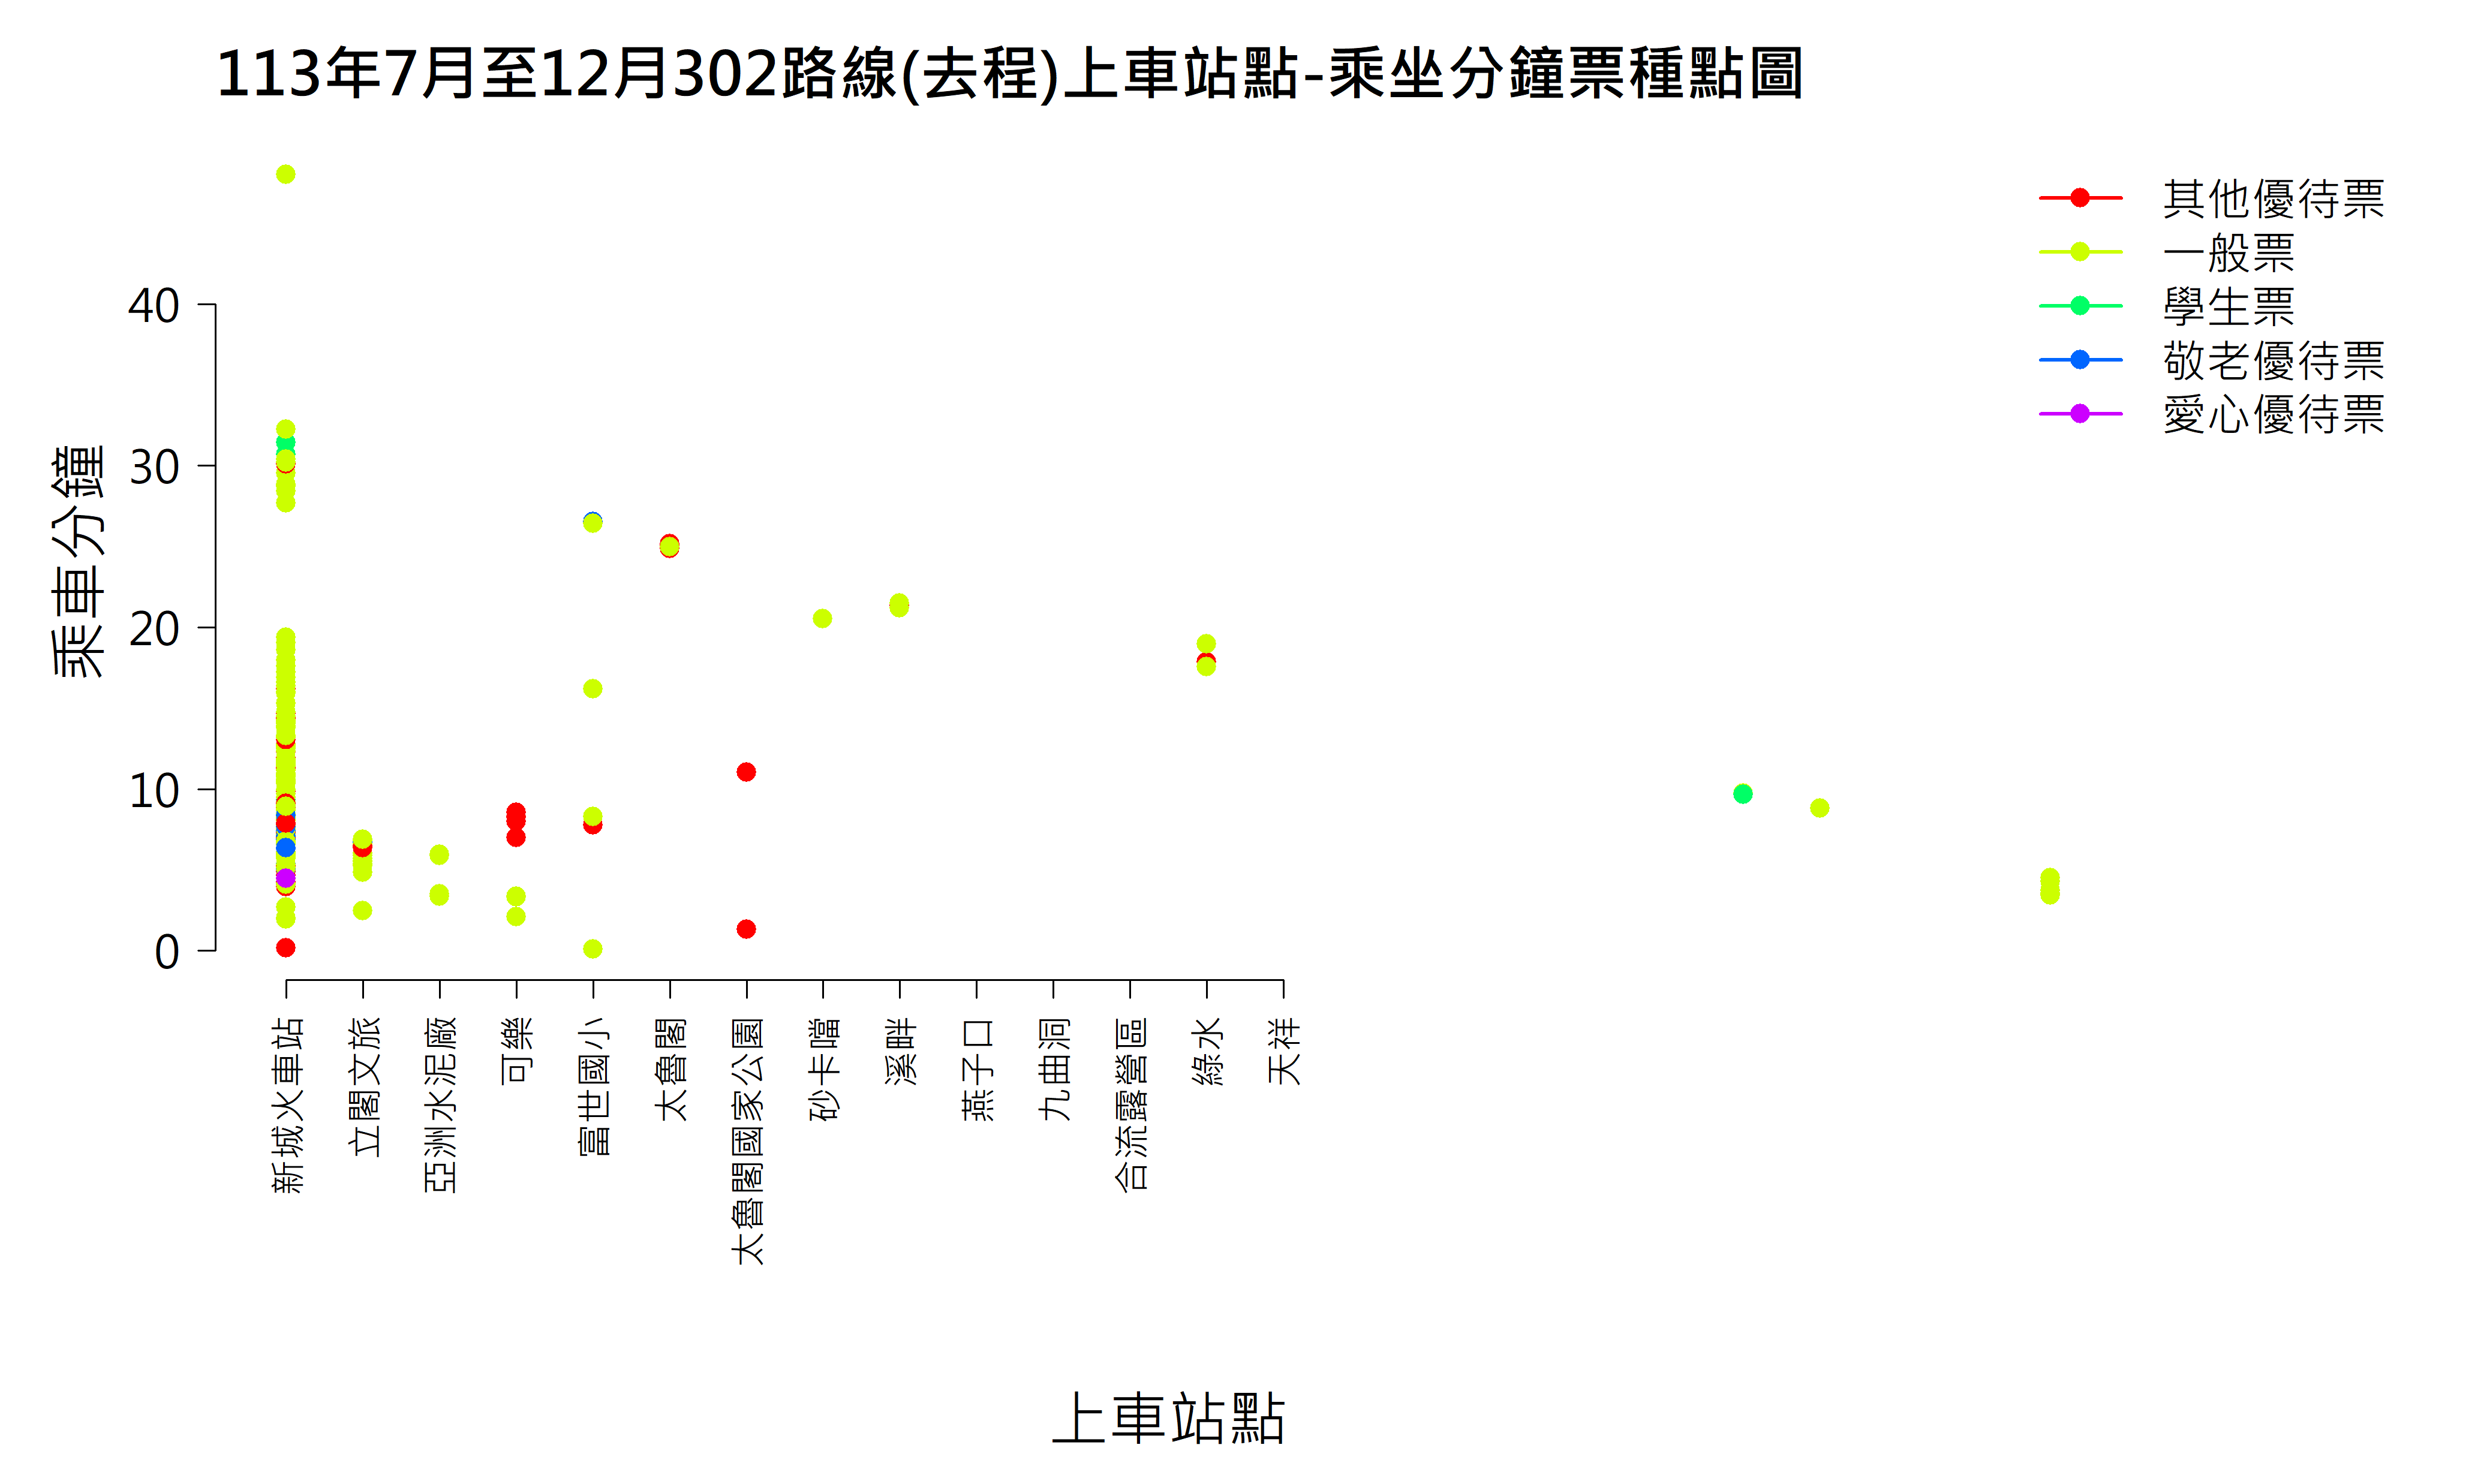 113年7月至12月302路線(去程)上車站點-乘坐分鐘票種點圖
其他優待票
一般票
學生票
敬老優待票
愛心優待票
乘車分鐘
40
30
20
10
0
新城火車站
立閣文旅
亞洲水泥廠
可樂
富世國小
太魯閣
太魯閣國家公園
砂卡噹
溪畔
燕子口
九曲洞
合流露營區
綠水
天祥
上車站點